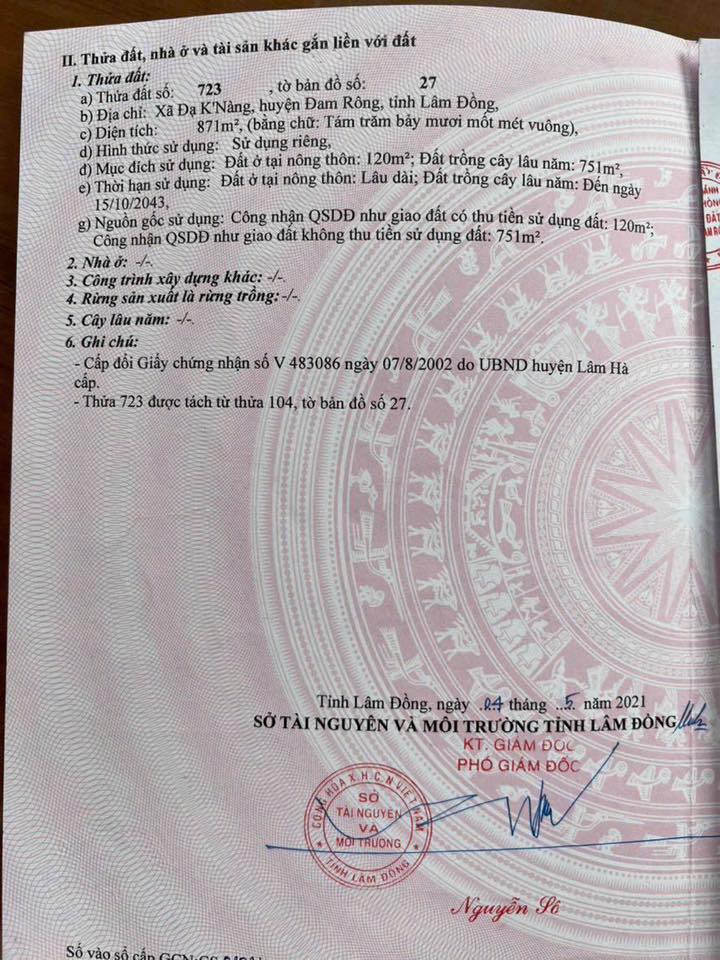 II. Thửa đất, nhà ở và tài sản khác gắn liền với đất
1. Thửa đất:
a) Thửa đất số: 723 , tờ bản đồ số: 27
b) Địa chỉ: Xã Đạ K'Nàng, huyện Đam Rông, tỉnh Lâm Đồng,
c) Diện tích: 871m², (bằng chữ: Tám trăm bảy mươi mốt mét vuông),
d) Hình thức sử dụng: Sử dụng riêng,
đ) Mục đích sử dụng: Đất ở tại nông thôn: 120m²; Đất trồng cây lâu năm: 751m²,
e) Thời hạn sử dụng: Đất ở tại nông thôn: Lâu dài; Đất trồng cây lâu năm: Đến ngày
15/10/2043,
g) Nguồn gốc sử dụng: Công nhận QSDĐ như giao đất có thu tiền sử dụng đất: 120m²;
Công nhận QSDĐ như giao đất không thu tiền sử dụng đất: 751m².
2. Nhà ở: -/-.
3. Công trình xây dựng khác: -/-.
4. Rừng sản xuất là rừng trồng: -/-.
5. Cây lâu năm: -/-.
6. Ghi chú:
- Cấp đổi Giấy chứng nhận số V 483086 ngày 07/8/2002 do UBND huyện Lâm Hà
cấp.
- Thửa 723 được tách từ thửa 104, tờ bản đồ số 27.
Tỉnh Lâm Đồng, ngày 04 tháng 5 năm 2021
SỞ TÀI NGUYÊN VÀ MÔI TRƯỜNG TỈNH LÂM ĐỒNG
KT. GIÁM ĐỐC
PHÓ GIÁM ĐỐC
CỘNG HÒA X.H.C.N VIỆT NAM
SỞ
TÀI NGUYÊN
VÀ
MÔI TRƯỜNG
TỈNH LÂM ĐỒNG
Nguyễn Sô
Số vào sổ cấp GCN: